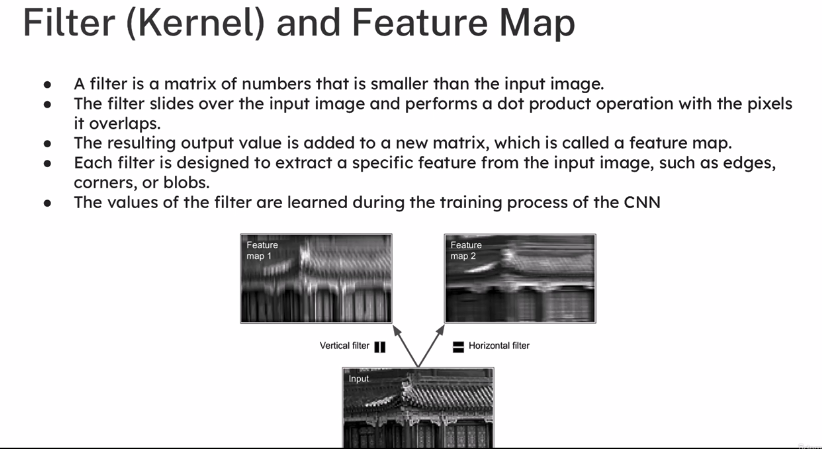 Filter (Kernel) and Feature Map
● A filter is a matrix of numbers that is smaller than the input image.
● The filter slides over the input image and performs a dot product operation with the pixels
it overlaps.
● The resulting output value is added to a new matrix, which is called a feature map.
● Each filter is designed to extract a specific feature from the input image, such as edges,
corners, or blobs.
● The values of the filter are learned during the training process of the CNN
Feature
map 1
Feature
map 2
Vertical filter
Horizontal filter
Input